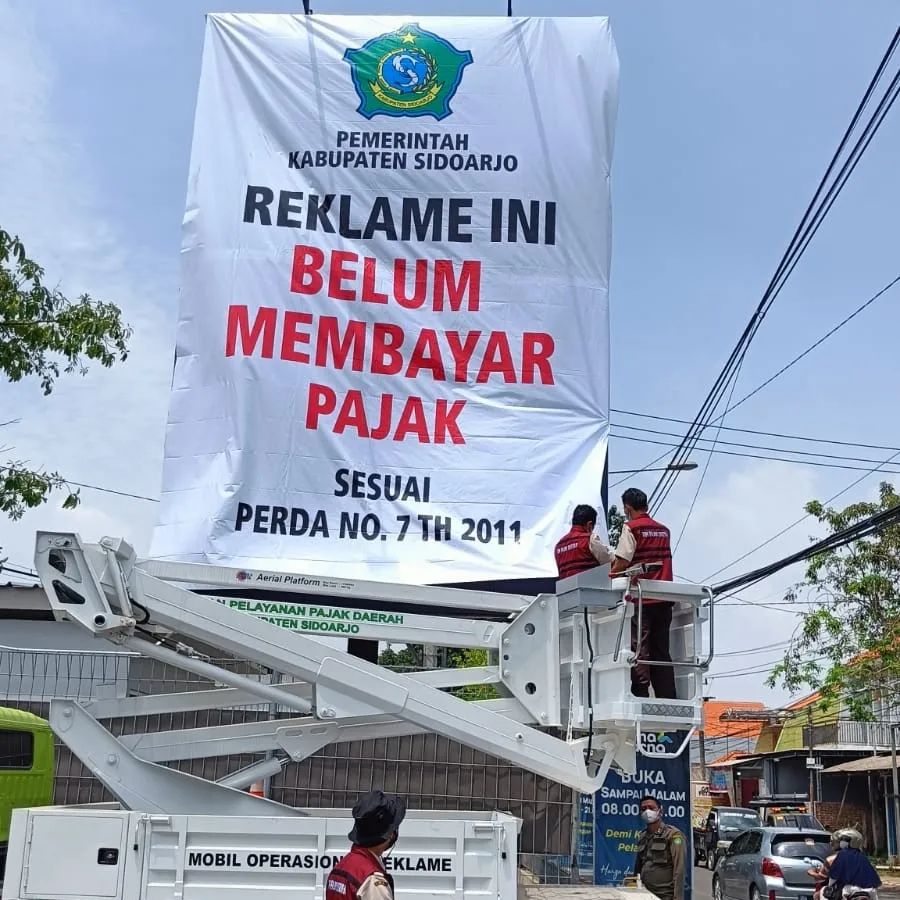 KABUPATEN SIDOARJO
PEMERINTAH
KABUPATEN SIDOARJO
REKLAME INI
BELUM
MEMBAYAR
PAJAK
SESUAI
PERDA NO. 7 TH 2011
Aerial Platform
PELAYANAN PAJAK DAERAH
KABUPATEN SIDOARJO
BUKA
SAMPAI MALAM
08.00
MOBIL OPERASION
REKLAME